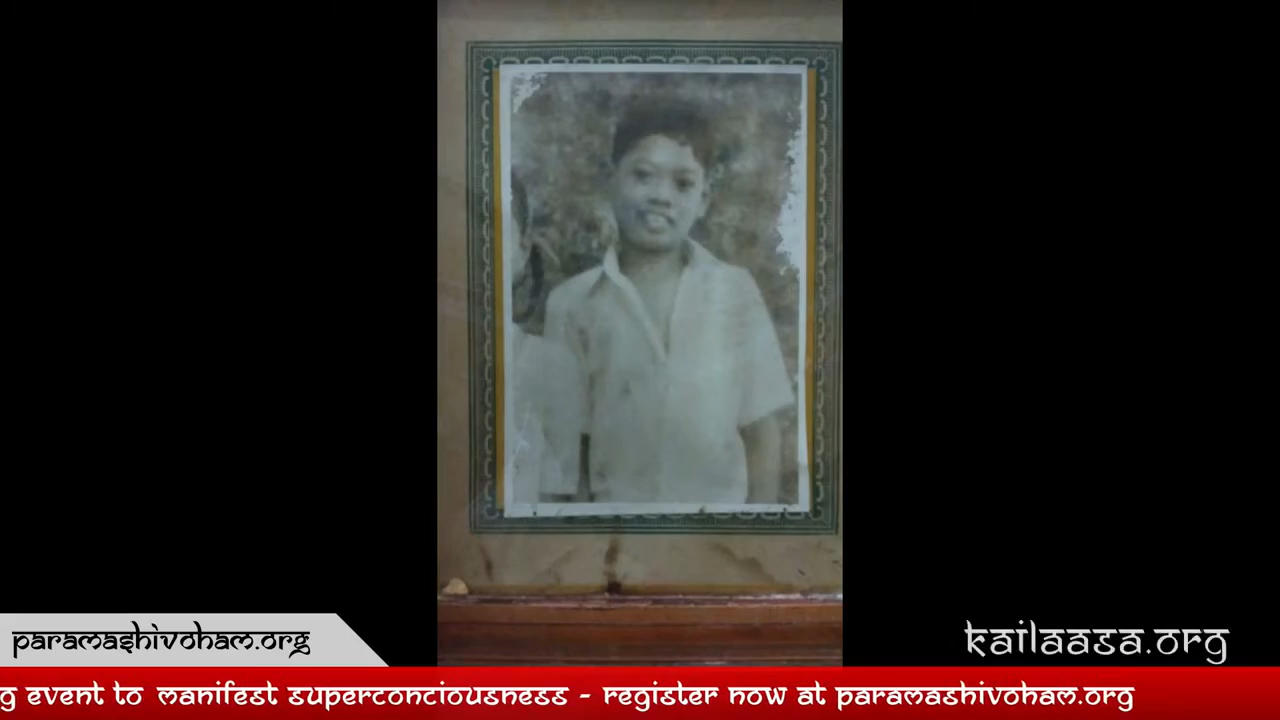 paramashivoham.org
kailaasa.org
g event to manifest superconciousness - register now at paramashivoham.org